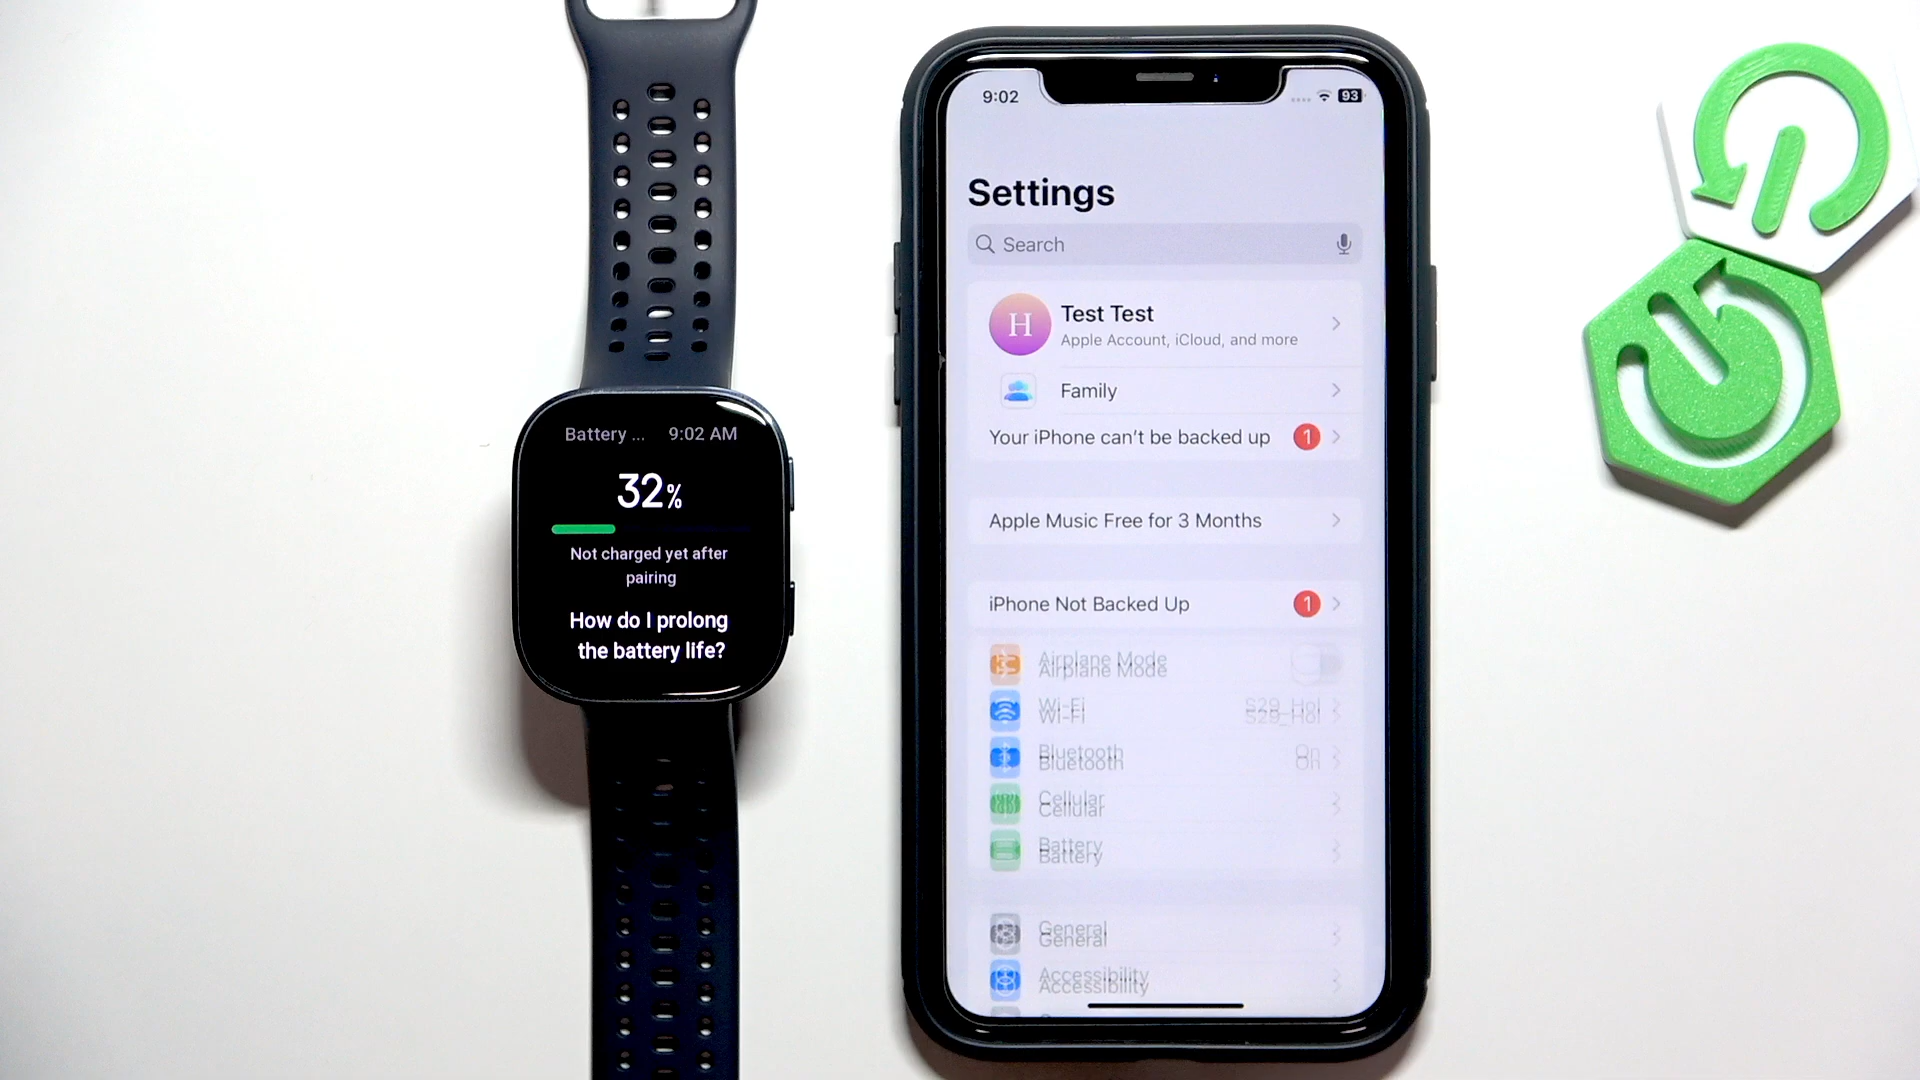 Battery ... 9:02 AM
32%
Not charged yet after
pairing
How do I prolong
the battery life?
9:02
93
Settings
Search
H
Test Test
Apple Account, iCloud, and more
Family
Your iPhone can't be backed up 1
Apple Music Free for 3 Months
iPhone Not Backed Up 1
Airplane Mode
Wi-Fi S29_Hol
Bluetooth On
Cellular
Battery
General
Accessibility